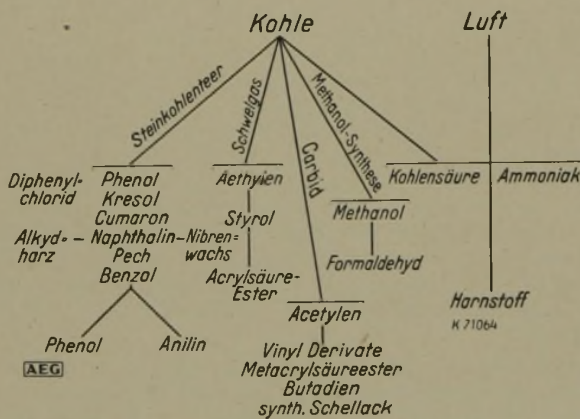 Kohle
Luft
Steinkohlenteer
Schwelgas
Carbid
Methanol-Synthese
Diphenyl-
chlorid
Phenol
Kresol
Cumaron
Alkyd-
harz
- Naphthalin -
Nibren-
wachs
Pech
Benzol
Phenol
Anilin
Aethylen
Styrol
Acrylsäure-
Ester
Acetylen
Vinyl Derivate
Metacrylsäureester
Butadien
synth. Schellack
Methanol
Formaldehyd
Kohlensäure
Ammoniak
Harnstoff
K 71064
AEG